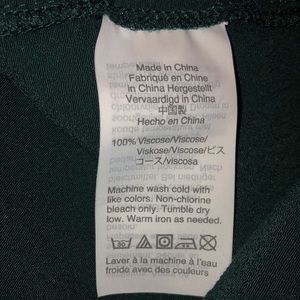 Made in China
Fabriqué en Chine
in China Hergestellt
Vervaardigd in China
中国製
Hecho en China
100% Viscose/Viscose/
Viskose/Viscose/ビス
コース/viscosa
Machine wash cold with
like colors. Non-chlorine
bleach only. Tumble dry
low. Warm iron as needed.
Laver à la machine à l'eau
froide avec des couleurs